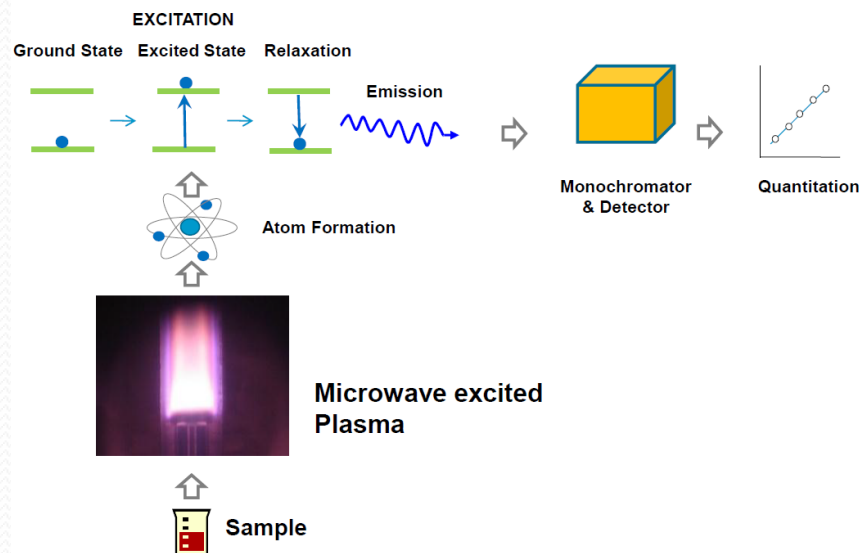 EXCITATION
Ground State Excited State Relaxation
Emission
Monochromator
& Detector
Quantitation
Atom Formation
Microwave excited
Plasma
Sample